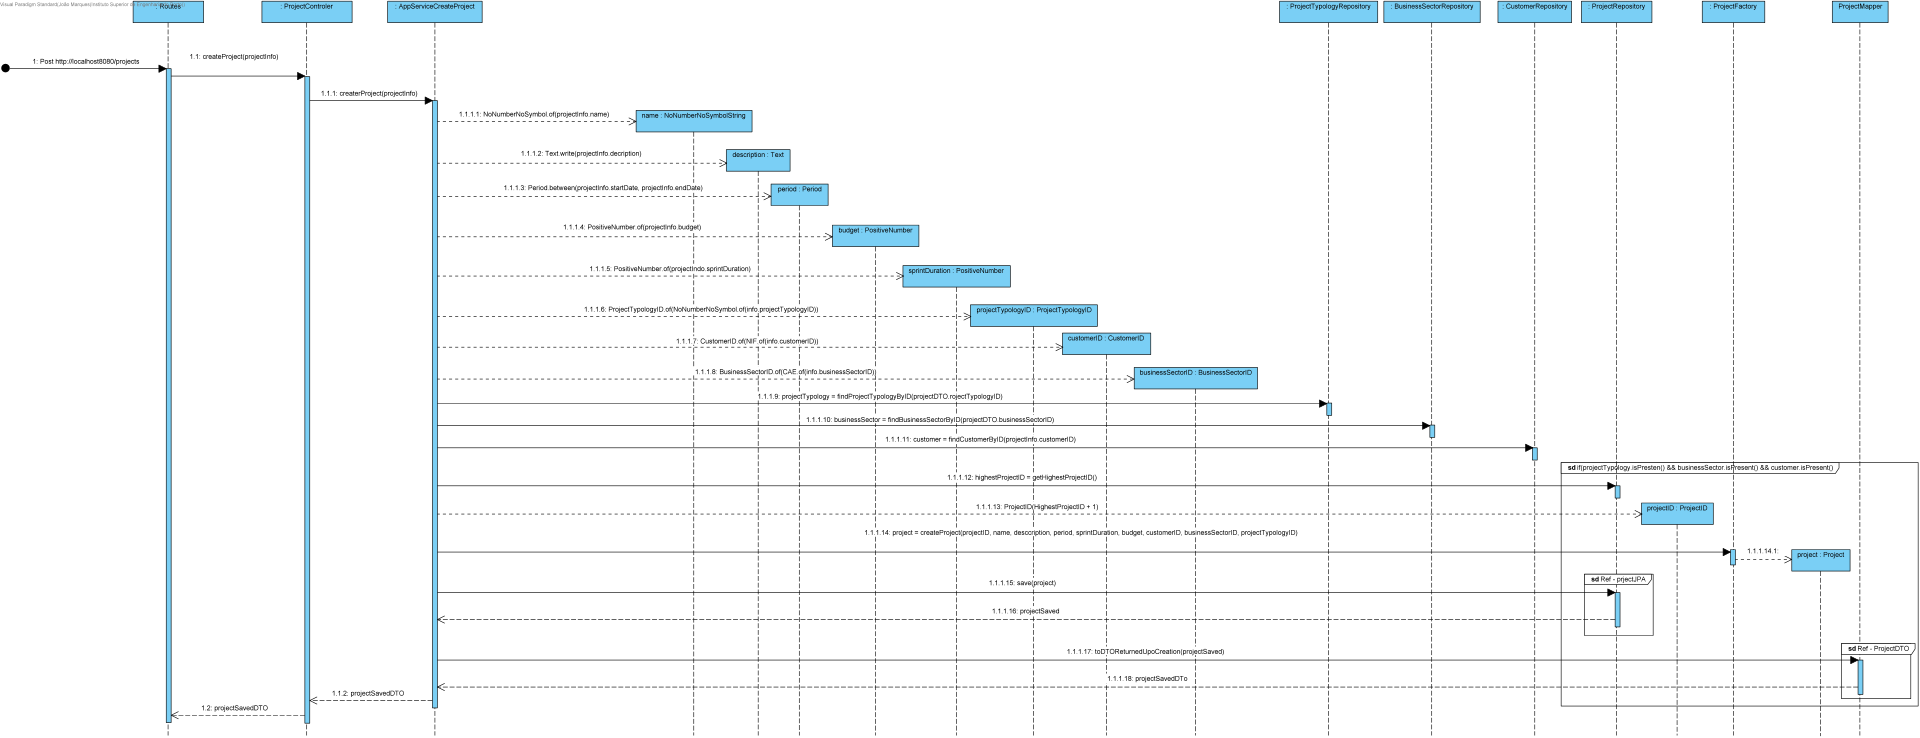 Visual Paradigm Standard(João Marques(Instituto Superior de Engenharia
: Routes
: ProjectControler
: AppServiceCreateProject
: ProjectTypologyRepository
: BusinessSectorRepository
: CustomerRepository
: ProjectRepository
: ProjectFactory
ProjectMapper
1: Post http://localhost8080/projects
1.1: createProject(projectInfo)
1.1.1: createrProject(projectInfo)
1.1.1.1: NoNumberNoSymbol.of(projectInfo.name)
name : NoNumberNoSymbolString
1.1.1.2: Text.write(projectInfo.decription)
description : Text
1.1.1.3: Period.between(projectInfo.startDate, projectInfo.endDate)
period : Period
1.1.1.4: PositiveNumber.of(projectInfo.budget)
budget : PositiveNumber
1.1.1.5: PositiveNumber.of(projectIndo.sprintDuration)
sprintDuration : PositiveNumber
1.1.1.6: ProjectTypologyID.of(NoNumberNoSymbol.of(info.projectTypologyID))
projectTypologyID : ProjectTypologyID
1.1.1.7: CustomerID.of(NIF.of(info.customerID))
customerID : CustomerID
1.1.1.8: BusinessSectorID.of(CAE.of(info.businessSectorID))
businessSectorID : BusinessSectorID
1.1.1.9: projectTypology = findProjectTypologyByID(projectDTO.rojectTypologyID)
1.1.1.10: businessSector = findBusinessSectorByID(projectDTO.businessSectorID)
1.1.1.11: customer = findCustomerByID(projectInfo.customerID)
sd if(projectTypology.isPresten() && businessSector.isPresent() && customer.isPresent()
1.1.1.12: highestProjectID = getHighestProjectID()
1.1.1.13: ProjectID(HighestProjectID + 1)
projectID : ProjectID
1.1.1.14: project = createProject(projectID, name, desccription, period, sprintDuration, budget, customerID, businessSectorID, projectTypologyID)
1.1.1.14.1:
project : Project
sd Ref - prjectJPA
1.1.1.15: save(project)
1.1.1.16: projectSaved
sd Ref - ProjectDTO
1.1.1.17: toDTOReturnedUpoCreation(projectSaved)
1.1.1.18: projectSavedDTo
1.1.2: projectSavedDTO
1.2: projectSavedDTO